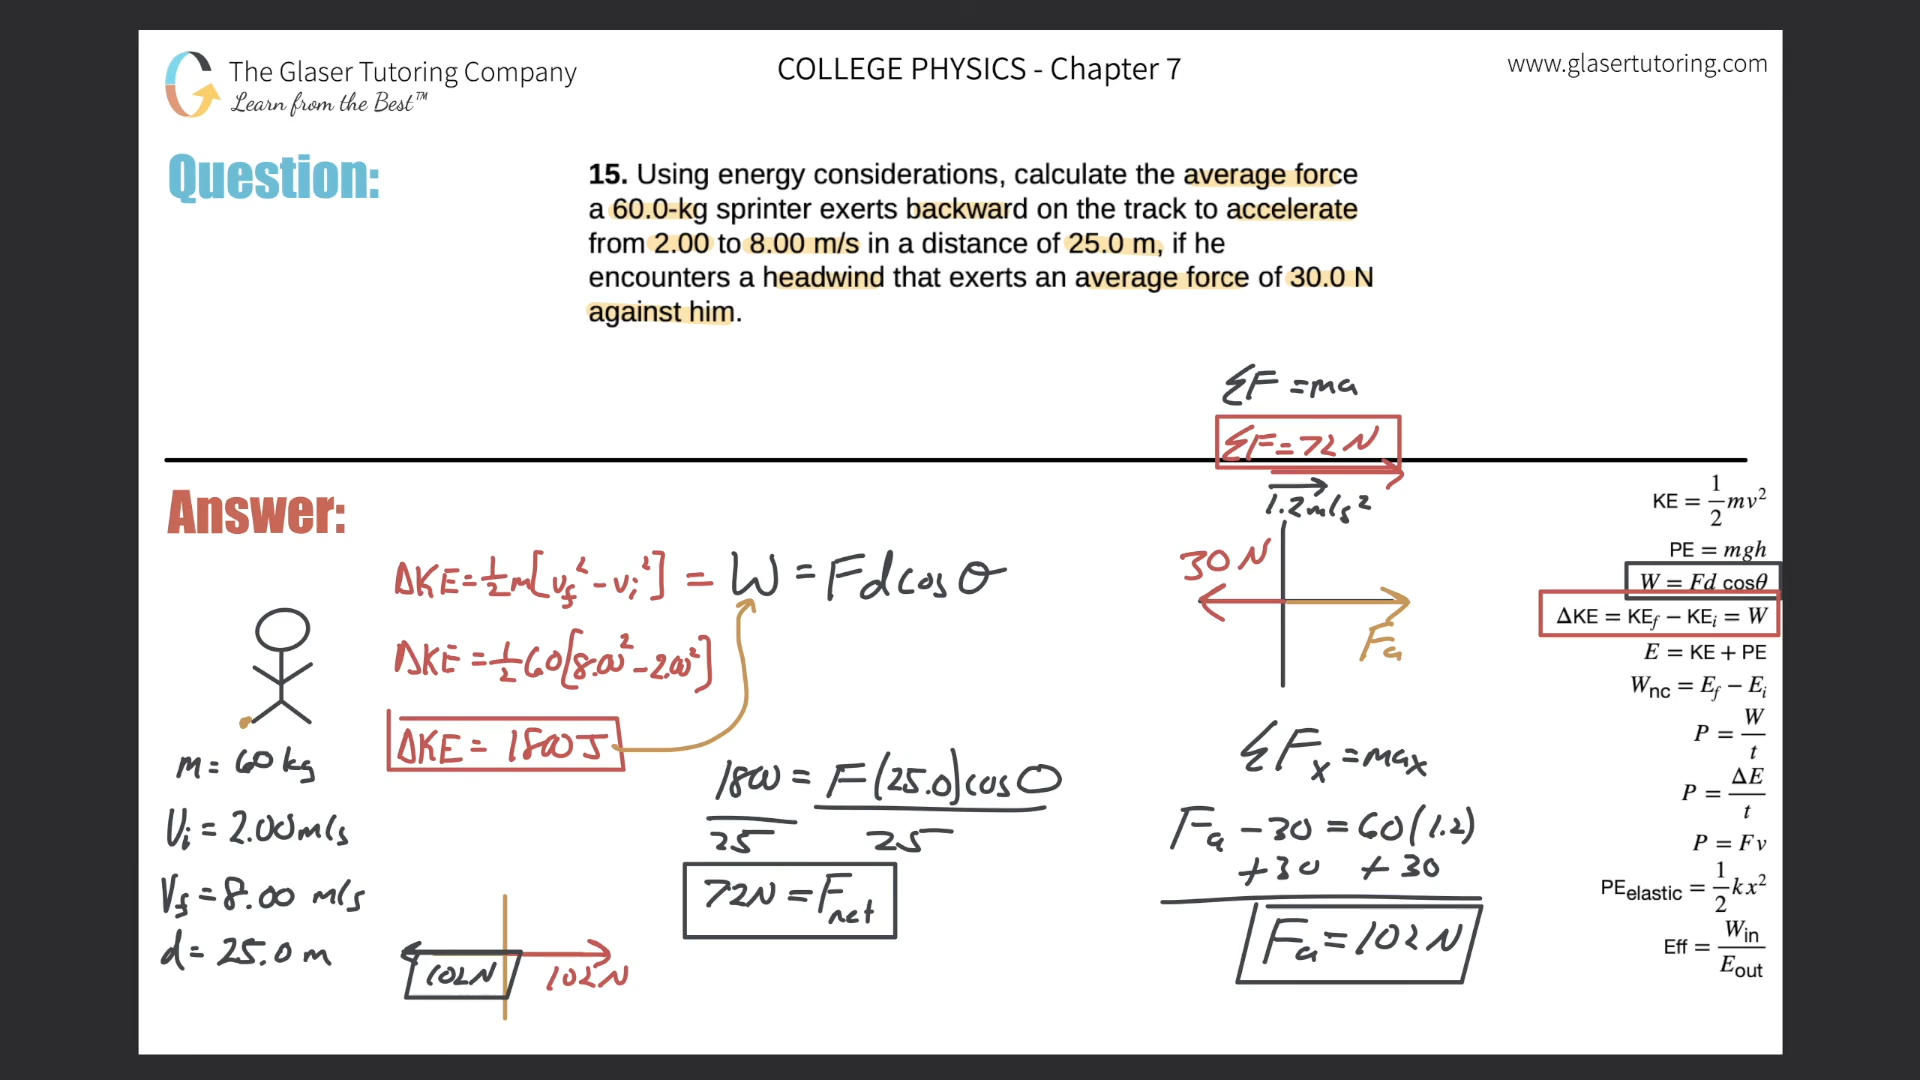 The Glaser Tutoring Company
Learn from the Best™
COLLEGE PHYSICS - Chapter 7
www.glasertutoring.com
Question:
15. Using energy considerations, calculate the average force
a 60.0-kg sprinter exerts backward on the track to accelerate
from 2.00 to 8.00 m/s in a distance of 25.0 m, if he
encounters a headwind that exerts an average force of 30.0 N
against him.
ΣF = ma
ΣF = 72 N
1.2 m/s²
30 N
Fa
Answer:
ΔKE = ½m[vf² - vi²] = W = Fd cos θ
ΔKE = ½60[8.00² - 2.00²]
ΔKE = 1800 J
m = 60 kg
Vi = 2.00 m/s
Vf = 8.00 m/s
d = 25.0 m
102N
102N
1800 = F(25.0)cos 0
25 25
72N = Fnet
ΣFx = max
Fa - 30 = 60(1.2)
+30 +30
Fa = 102 N
KE = 1/2 mv²
PE = mgh
W = Fd cosθ
ΔKE = KEf − KEi = W
E = KE + PE
Wnc = Ef − Ei
P = W/t
P = ΔE/t
P = Fv
PEelastic = 1/2 kx²
Eff = Win/Eout